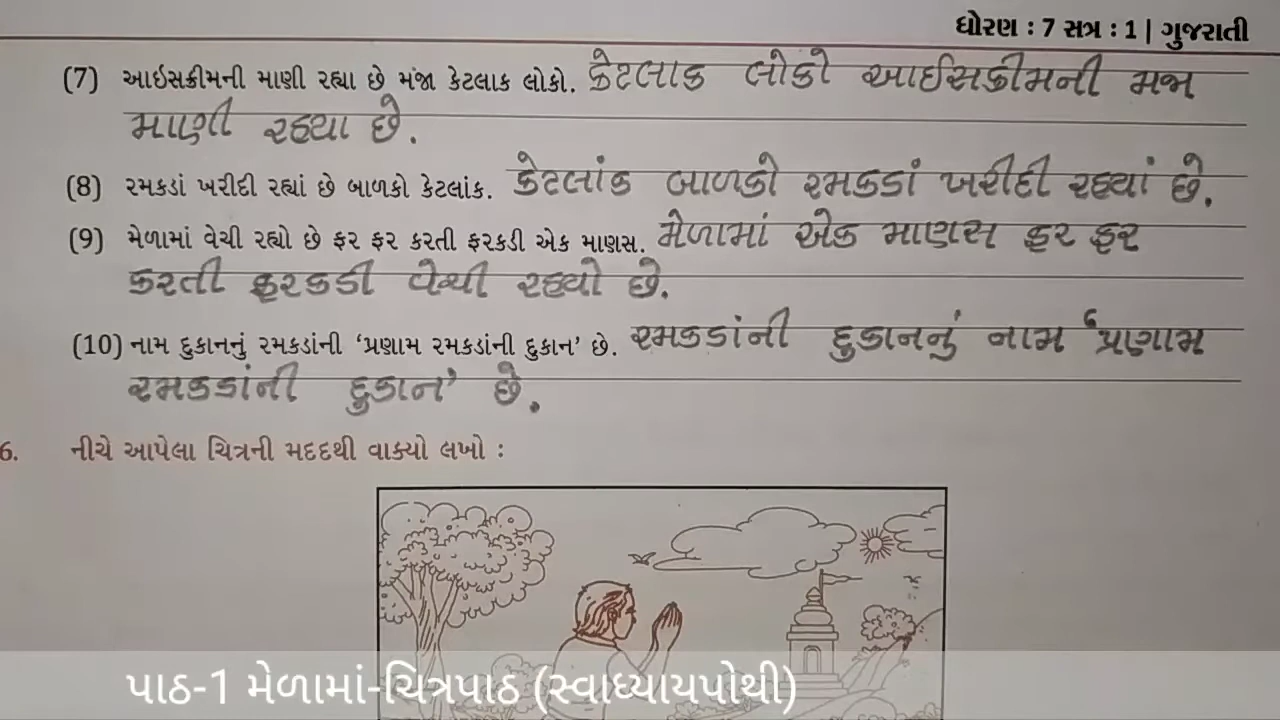 ધોરણ : 7 સત્ર : 1 | ગુજરાતી
(7) આઇસક્રીમની માણી રહ્યા છે મંજા કેટલાક લોકો. કેટલાક લોકો આઈસક્રીમની મજા
માણી રહ્યા છે.
(8) રમકડાં ખરીદી રહ્યાં છે બાળકો કેટલાંક. કેટલાંક બાળકો રમકડાં ખરીદી રહ્યાં છે.
(9) મેળામાં વેચી રહ્યો છે ફર ફર કરતી ફરકડી એક માણસ. મેળામાં એક માણસ ફર ફર
કરતી ફરકડી વેચી રહ્યો છે.
(10) નામ દુકાનનું રમકડાંની ‘પ્રણામ રમકડાંની દુકાન’ છે. રમકડાંની દુકાનનું નામ ‘પ્રણામ
રમકડાંની દુકાન’ છે.
6. નીચે આપેલા ચિત્રની મદદથી વાક્યો લખો :
પાઠ-1 મેળામાં-ચિત્રપાઠ (સ્વાધ્યાયપોથી)